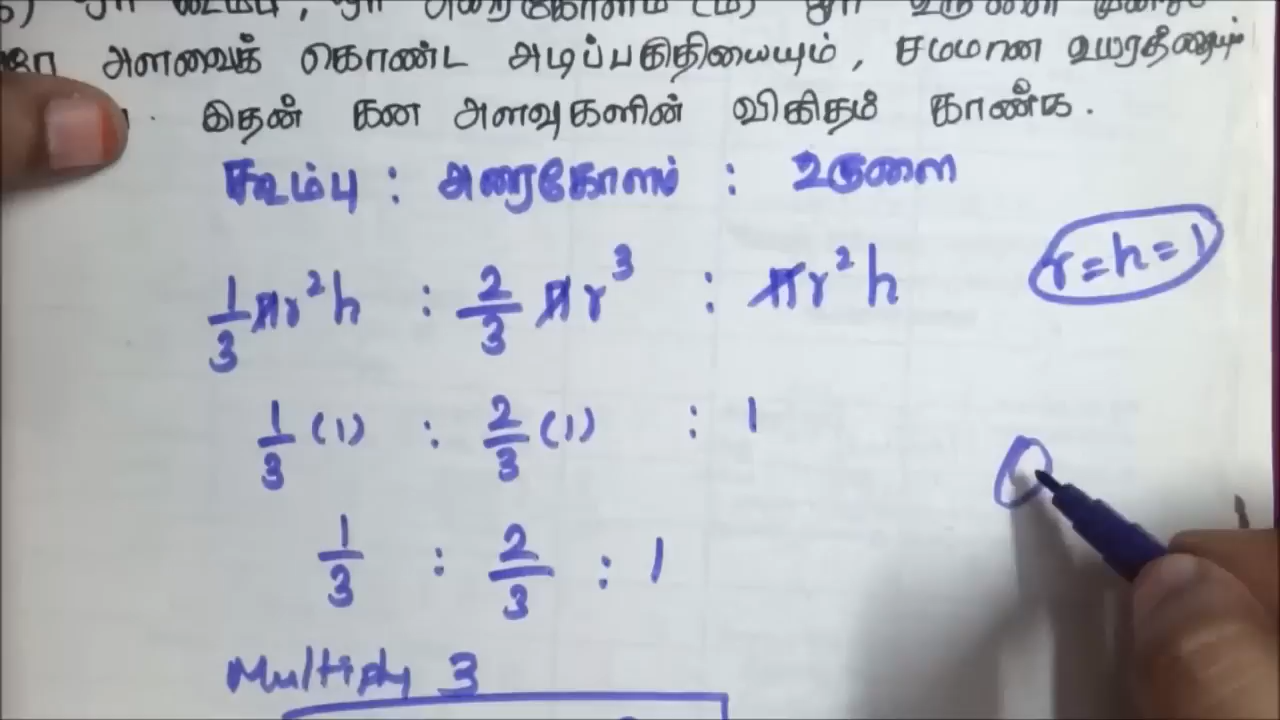 அளவைக் கொண்ட அடிப்பகுதியையும், சமமான உயரத்தையும்
இதன் கன அளவுகளின் விகிதம் காண்க.
கூம்பு : அரைகோளம் : உருளை
1/3 πr²h : 2/3 πr³ : πr²h
r=h=1
1/3 (1) : 2/3 (1) : 1
1/3 : 2/3 : 1
Multiply 3